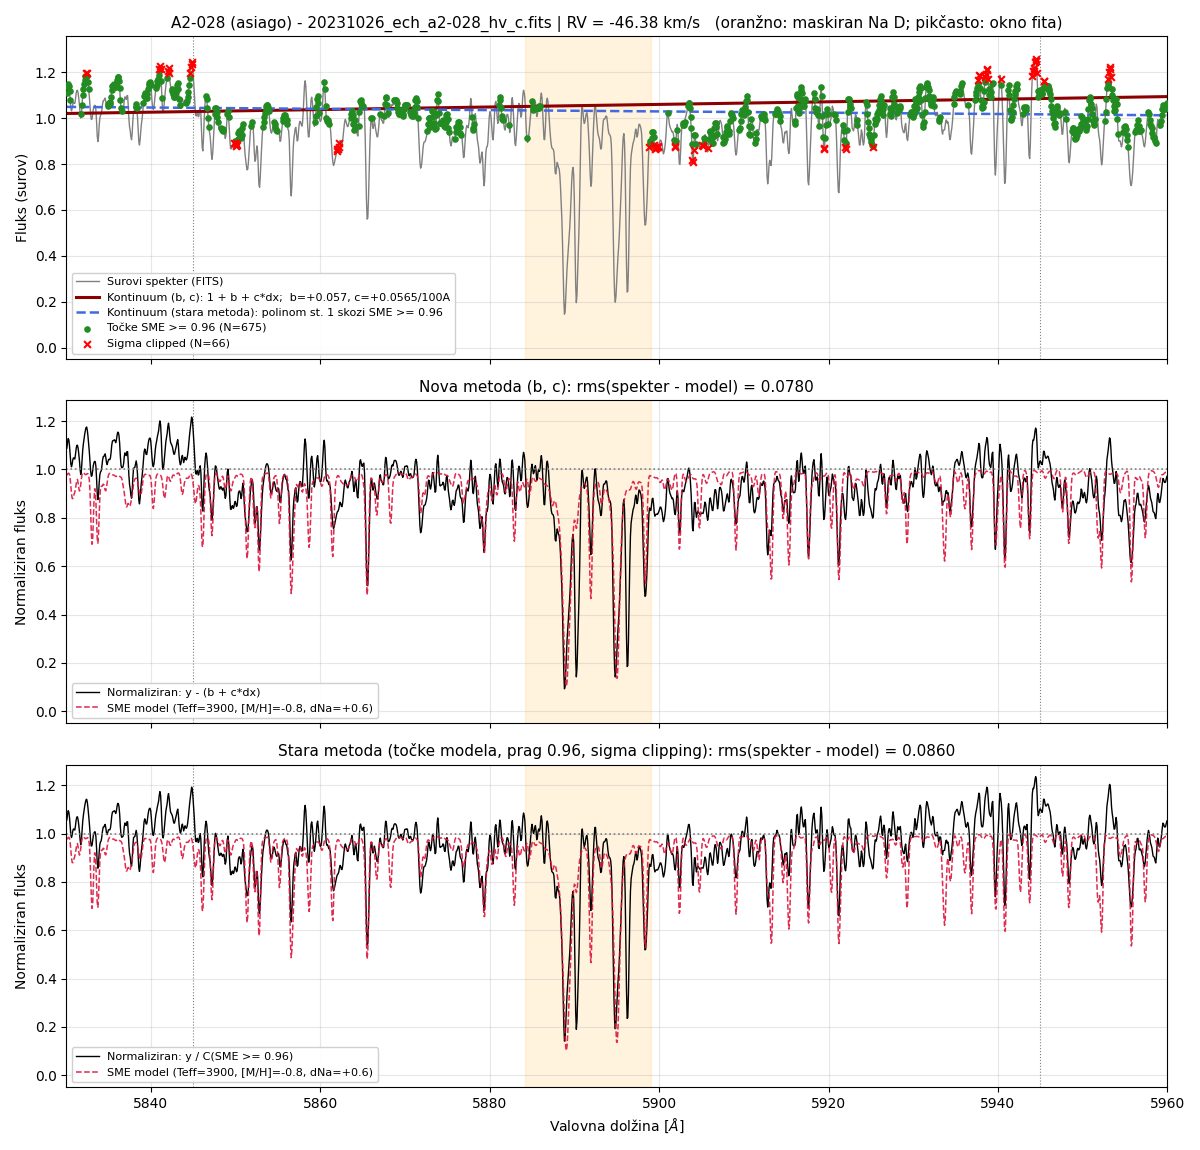 A2-028 (asiago) - 20231026_ech_a2-028_hv_c.fits | RV = -46.38 km/s   (oranžno: maskiran Na D; pikčasto: okno fita)
1.2
1.0
0.8
0.6
0.4
0.2
0.0
Fluks (surov)
Surovi spekter (FITS)
Kontinuum (b, c): 1 + b + c*dx;  b=+0.057, c=+0.0565/100A
Kontinuum (stara metoda): polinom st. 1 skozi SME >= 0.96
Točke SME >= 0.96 (N=675)
Sigma clipped (N=66)
Nova metoda (b, c): rms(spekter - model) = 0.0780
1.2
1.0
0.8
0.6
0.4
0.2
0.0
Normaliziran fluks
Normaliziran: y - (b + c*dx)
SME model (Teff=3900, [M/H]=-0.8, dNa=+0.6)
Stara metoda (točke modela, prag 0.96, sigma clipping): rms(spekter - model) = 0.0860
1.2
1.0
0.8
0.6
0.4
0.2
0.0
Normaliziran fluks
Normaliziran: y / C(SME >= 0.96)
SME model (Teff=3900, [M/H]=-0.8, dNa=+0.6)
5840 5860 5880 5900 5920 5940 5960
Valovna dolžina [Å]